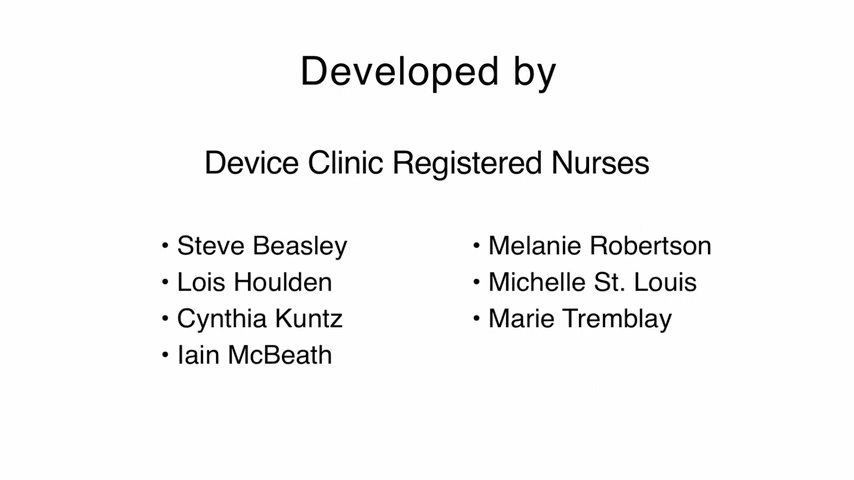 Developed by
Device Clinic Registered Nurses
• Steve Beasley
• Lois Houlden
• Cynthia Kuntz
• Iain McBeath
• Melanie Robertson
• Michelle St. Louis
• Marie Tremblay